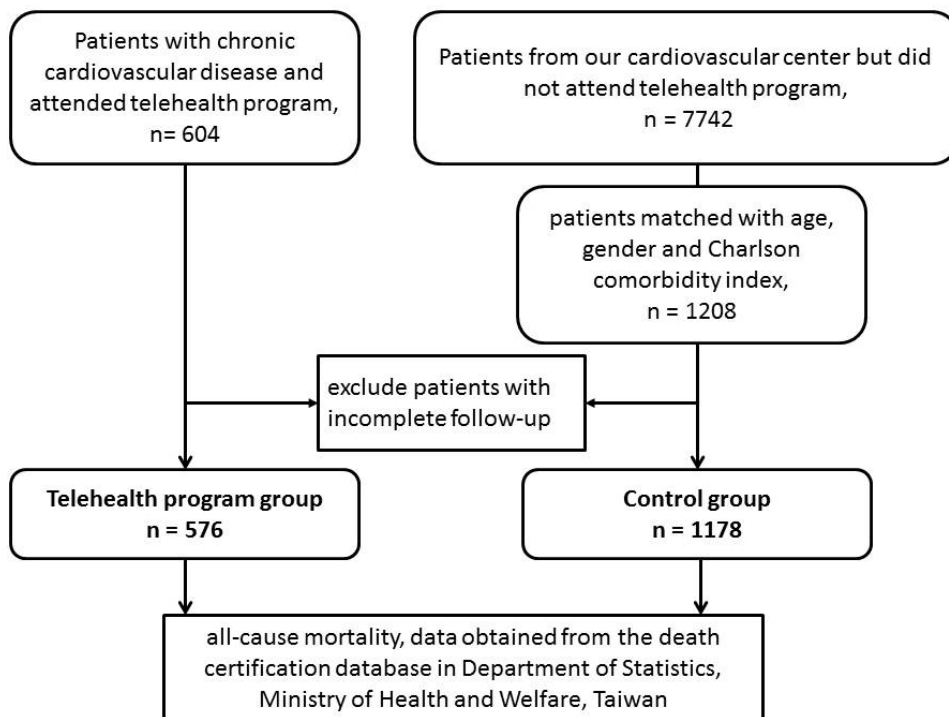 Patients with chronic
cardiovascular disease and
attended telehealth program,
n= 604
Patients from our cardiovascular center but did
not attend telehealth program,
n = 7742
patients matched with age,
gender and Charlson
comorbidity index,
n = 1208
exclude patients with
incomplete follow-up
Telehealth program group
n = 576
Control group
n = 1178
all-cause mortality, data obtained from the death
certification database in Department of Statistics,
Ministry of Health and Welfare, Taiwan